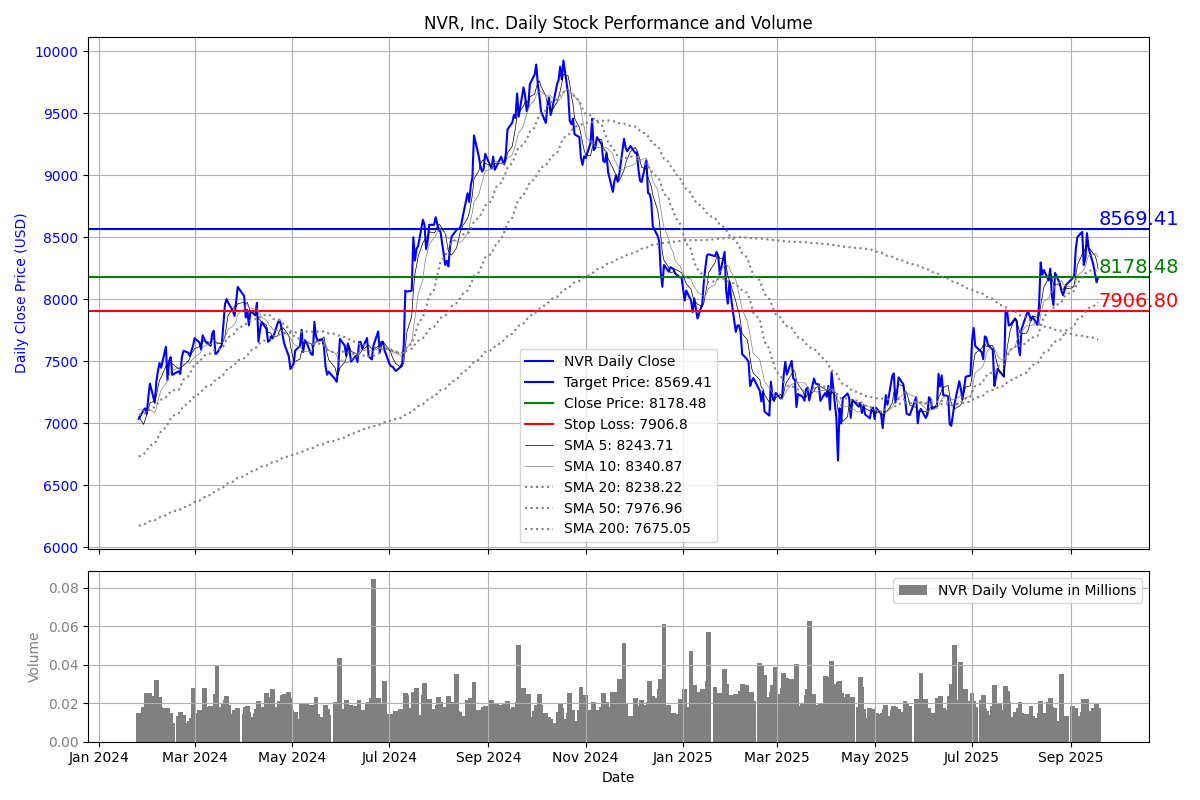 NVR, Inc. Daily Stock Performance and Volume
Daily Close Price (USD)
10000
9500
9000
8500
8000
7500
7000
6500
6000
8569.41
8178.48
7906.80
NVR Daily Close
Target Price: 8569.41
Close Price: 8178.48
Stop Loss: 7906.8
SMA 5: 8243.71
SMA 10: 8340.87
SMA 20: 8238.22
SMA 50: 7976.96
SMA 200: 7675.05
Volume
0.08
0.06
0.04
0.02
0.00
NVR Daily Volume in Millions
Jan 2024 Mar 2024 May 2024 Jul 2024 Sep 2024 Nov 2024 Jan 2025 Mar 2025 May 2025 Jul 2025 Sep 2025
Date